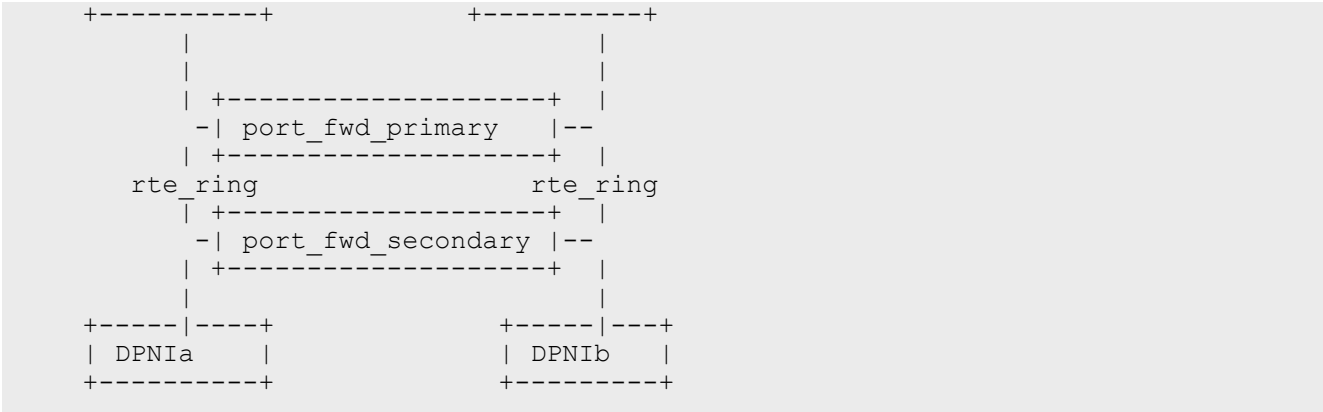 +----------+            +----------+
      |                         |
      |                         |
      | +--------------------+  |
       -| port_fwd_primary   |--
      | +--------------------+  |
   rte_ring                 rte_ring
      | +--------------------+  |
       -| port_fwd_secondary |--
      | +--------------------+  |
      |                         |
+-----|----+              +-----|---+
| DPNIa    |              | DPNIb   |
+----------+              +---------+